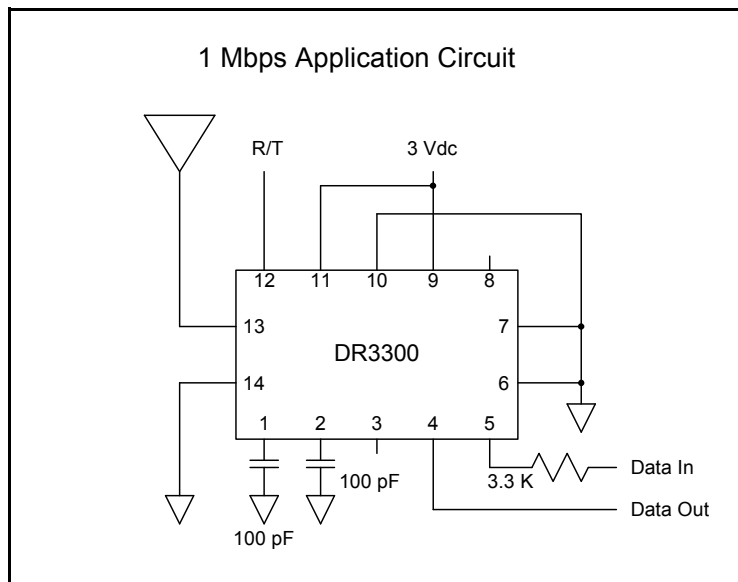 1 Mbps Application Circuit
R/T
3 Vdc
12 11 10 9 8
13
7
DR3300
14
6
1 2 3 4 5
100 pF
3.3 K
Data In
Data Out
100 pF